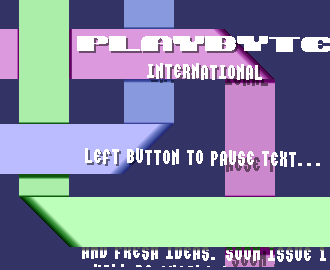 PLAYBYTE
INTERNATIONAL
LEFT BUTTON TO PAUSE TEXT...
AND FRESH IDEAS. SOON ISSUE 1